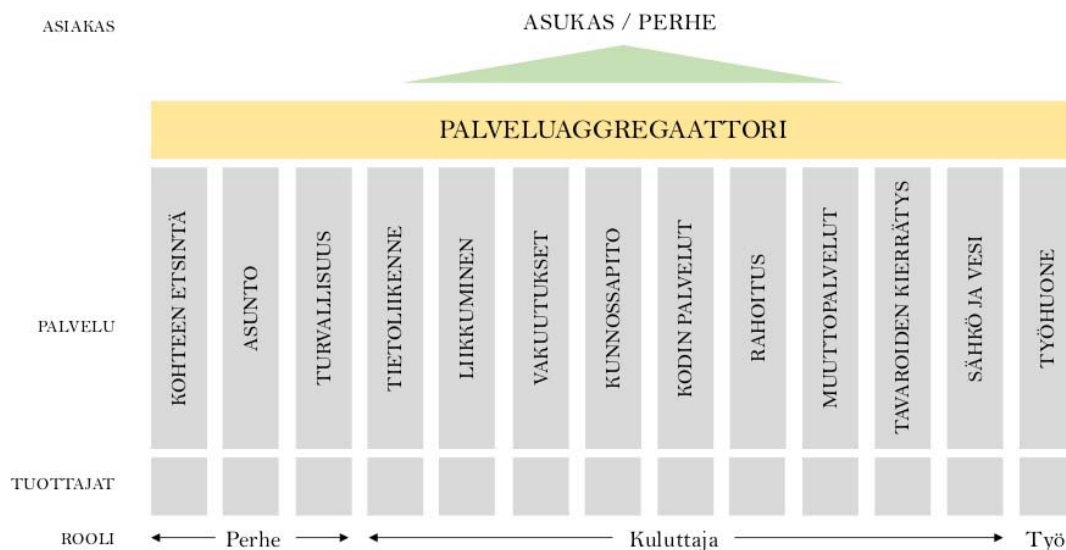 ASIAKAS
ASUKAS / PERHE
PALVELUAGGREGAATTORI
PALVELU
KOHTEEN ETSINTÄ
ASUNTO
TURVALLISUUS
TIETOLIIKENNE
LIIKKUMINEN
VAKUUTUKSET
KUNNOSSAPITO
KODIN PALVELUT
RAHOITUS
MUUTTOPALVELUT
TAVAROIDEN KIERRÄTYS
SÄHKÖ JA VESI
TYÖHUONE
TUOTTAJAT
ROOLI
Perhe
Kuluttaja
Työ